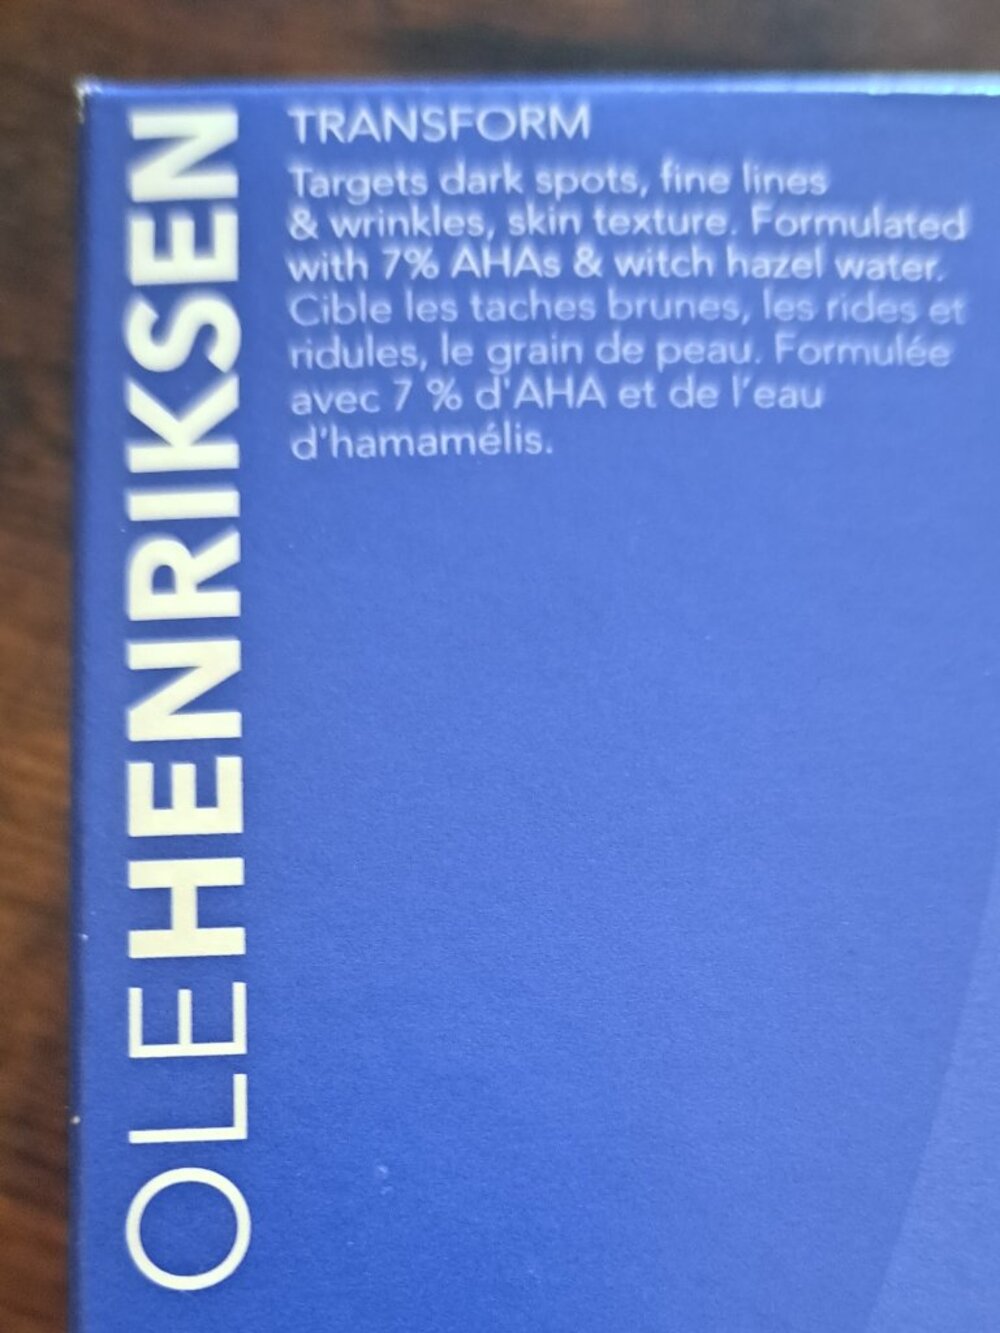 OLEHENRIKSEN
TRANSFORM
Targets dark spots, fine lines
& wrinkles, skin texture. Formulated
with 7% AHAs & witch hazel water.
Cible les taches brunes, les rides et
ridules, le grain de peau. Formulée
avec 7 % d'AHA et de l'eau
d'hamamélis.